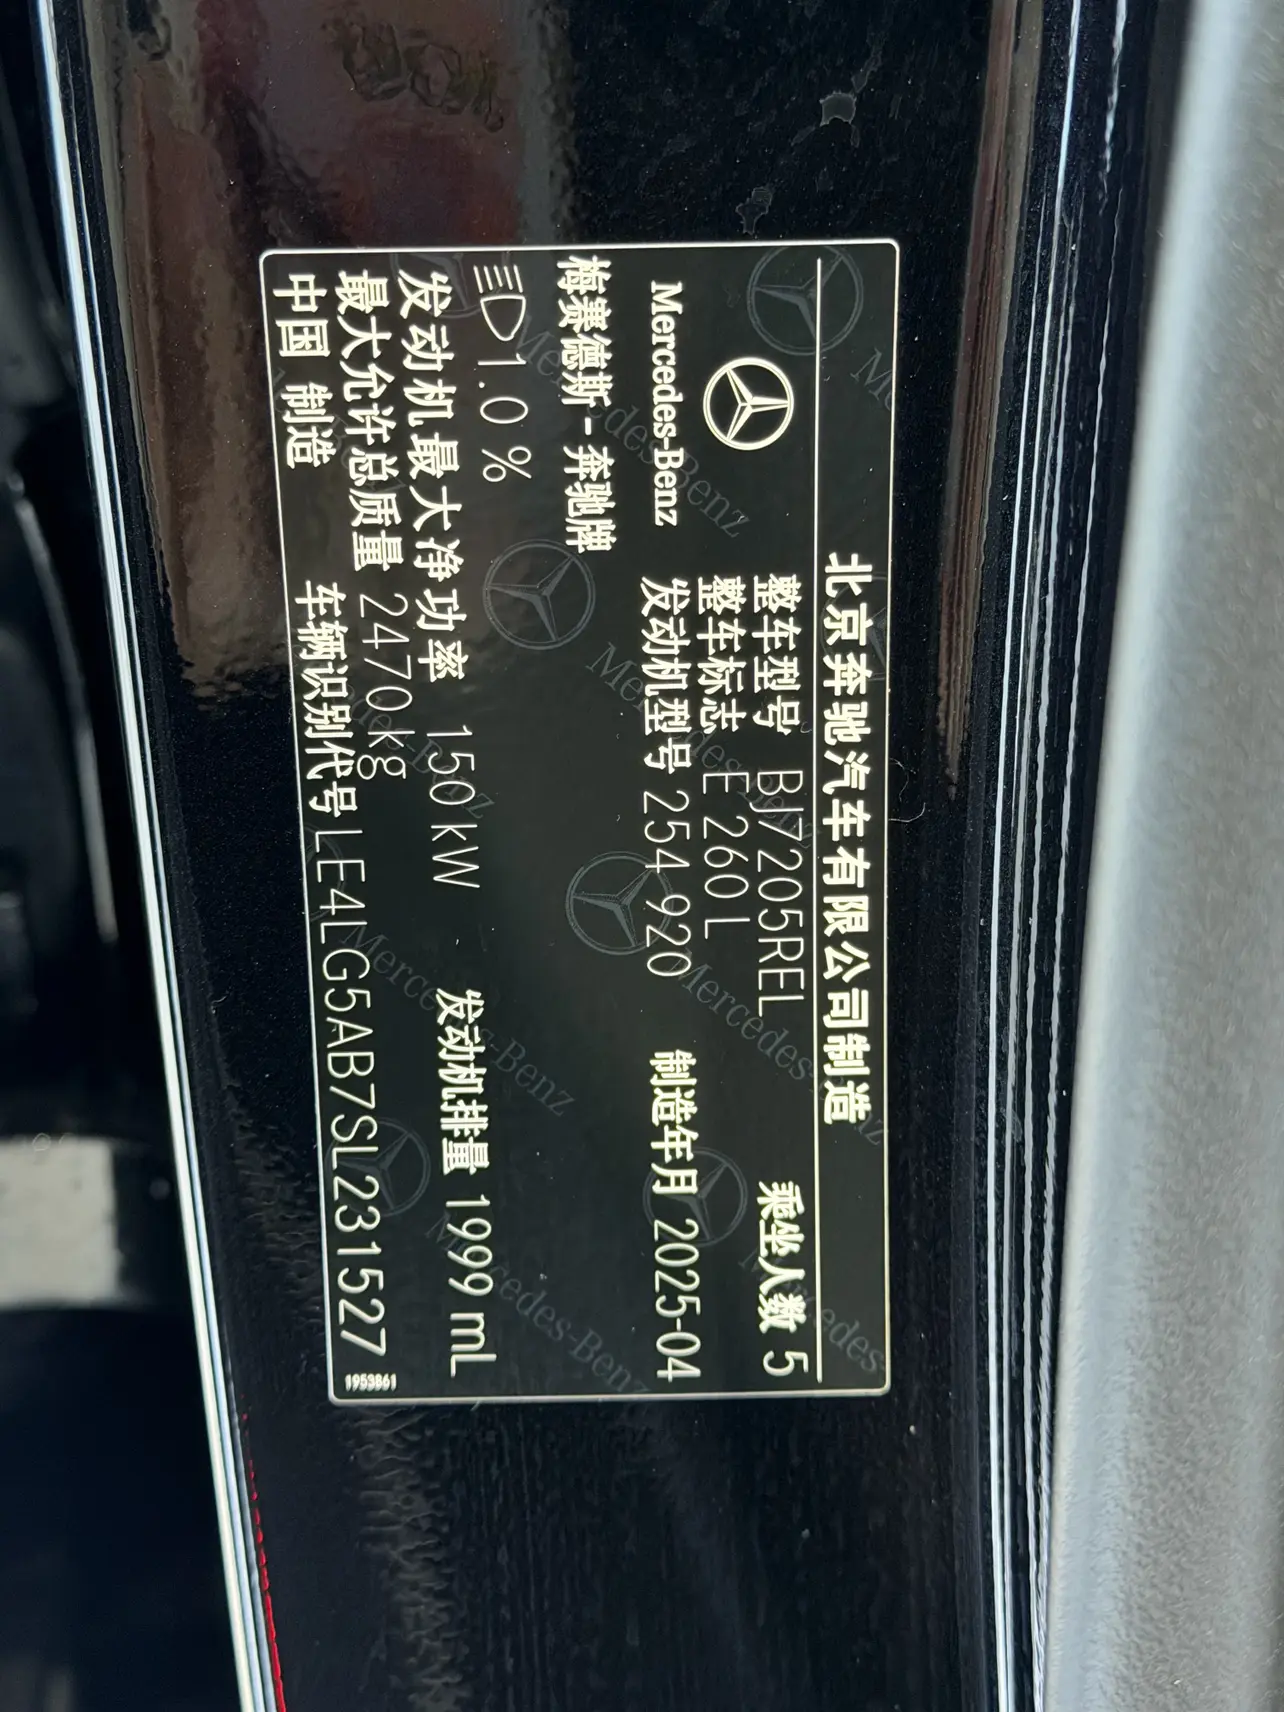 北京奔驰汽车有限公司制造
整车型号 BJ7205REL 乘坐人数 5
整车标志 E 260 L
Mercedes-Benz 发动机型号 254 920 制造年月 2025-04
梅赛德斯-奔驰牌
1.0 %
发动机最大净功率 150 kW 发动机排量 1999 mL
最大允许总质量 2470kg
中国 制造 车辆识别代号 LE4LG5AB7SL231527
1953861